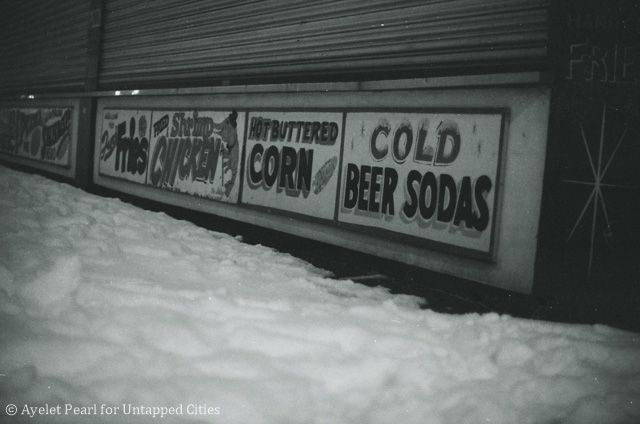 Fries
Shrimp
CHICKEN
HOT BUTTERED
CORN
COLD
BEER SODAS
© Ayelet Pearl for Untapped Cities